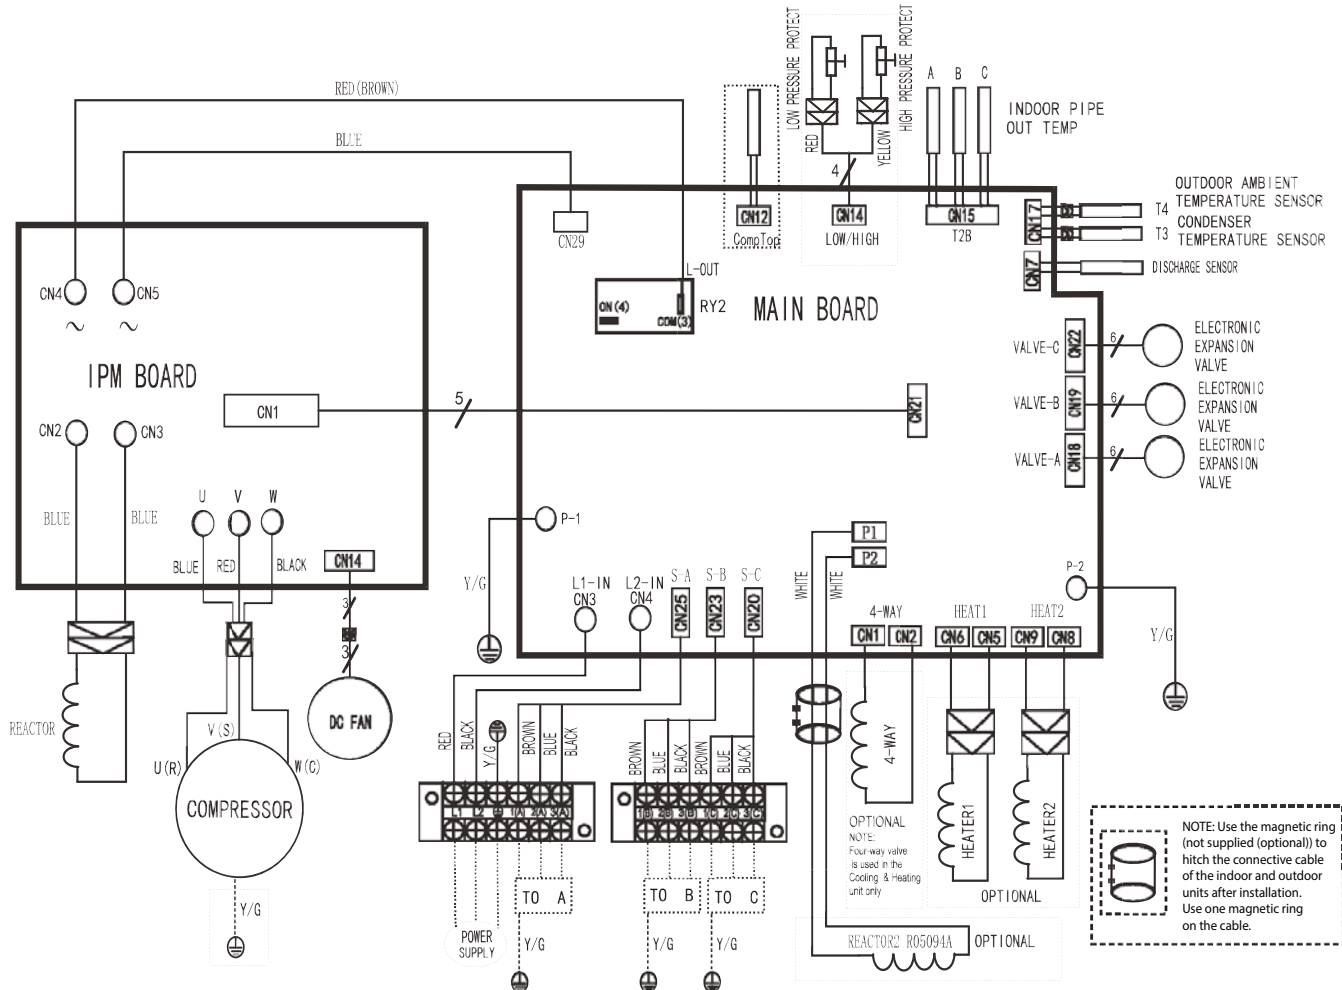 RED(BROWN)
BLUE
LOW PRESSURE PROTECT
HIGH PRESSURE PROTECT
RED
YELLOW
4
A B C
INDOOR PIPE
OUT TEMP
CN12
CompTop
CN14
LOW/HIGH
CN15
T2B
CN17
CN7
OUTDOOR AMBIENT
T4 TEMPERATURE SENSOR
CONDENSER
T3 TEMPERATURE SENSOR
DISCHARGE SENSOR
CN29
L-OUT
ON(4)
COM(3)
RY2
MAIN BOARD
CN4
CN5
IPM BOARD
CN1
5
CN21
VALVE-C
CN22
6
ELECTRONIC
EXPANSION
VALVE
VALVE-B
CN19
6
ELECTRONIC
EXPANSION
VALVE
VALVE-A
CN18
6
ELECTRONIC
EXPANSION
VALVE
CN2
CN3
BLUE
BLUE
U V W
BLUE
RED
BLACK
CN14
3
3
DC FAN
REACTOR
V(S)
U(R)
W(C)
COMPRESSOR
Y/G
P-1
Y/G
L1-IN
CN3
L2-IN
CN4
S-A
S-B
S-C
CN25
CN23
CN20
P1
P2
WHITE
WHITE
P-2
Y/G
4-WAY
CN1
CN2
HEAT1
CN6
CN5
HEAT2
CN9
CN8
RED
BLACK
Y/G
BROWN
BLUE
BLACK
BROWN
BLUE
BLACK
BROWN
BLUE
BLACK
L1 L2 1(A) 2(A) 3(A)
1(B) 2(B) 3(B) 1(C) 2(C) 3(C)
TO A
TO B
TO C
POWER
SUPPLY
Y/G
Y/G
Y/G
4-WAY
OPTIONAL
NOTE:
Four-way valve
is used in the
Cooling & Heating
unit only
HEATER1
HEATER2
OPTIONAL
REACTOR2 R05094A
OPTIONAL
NOTE: Use the magnetic ring
(not supplied (optional)) to
hitch the connective cable
of the indoor and outdoor
units after installation.
Use one magnetic ring
on the cable.